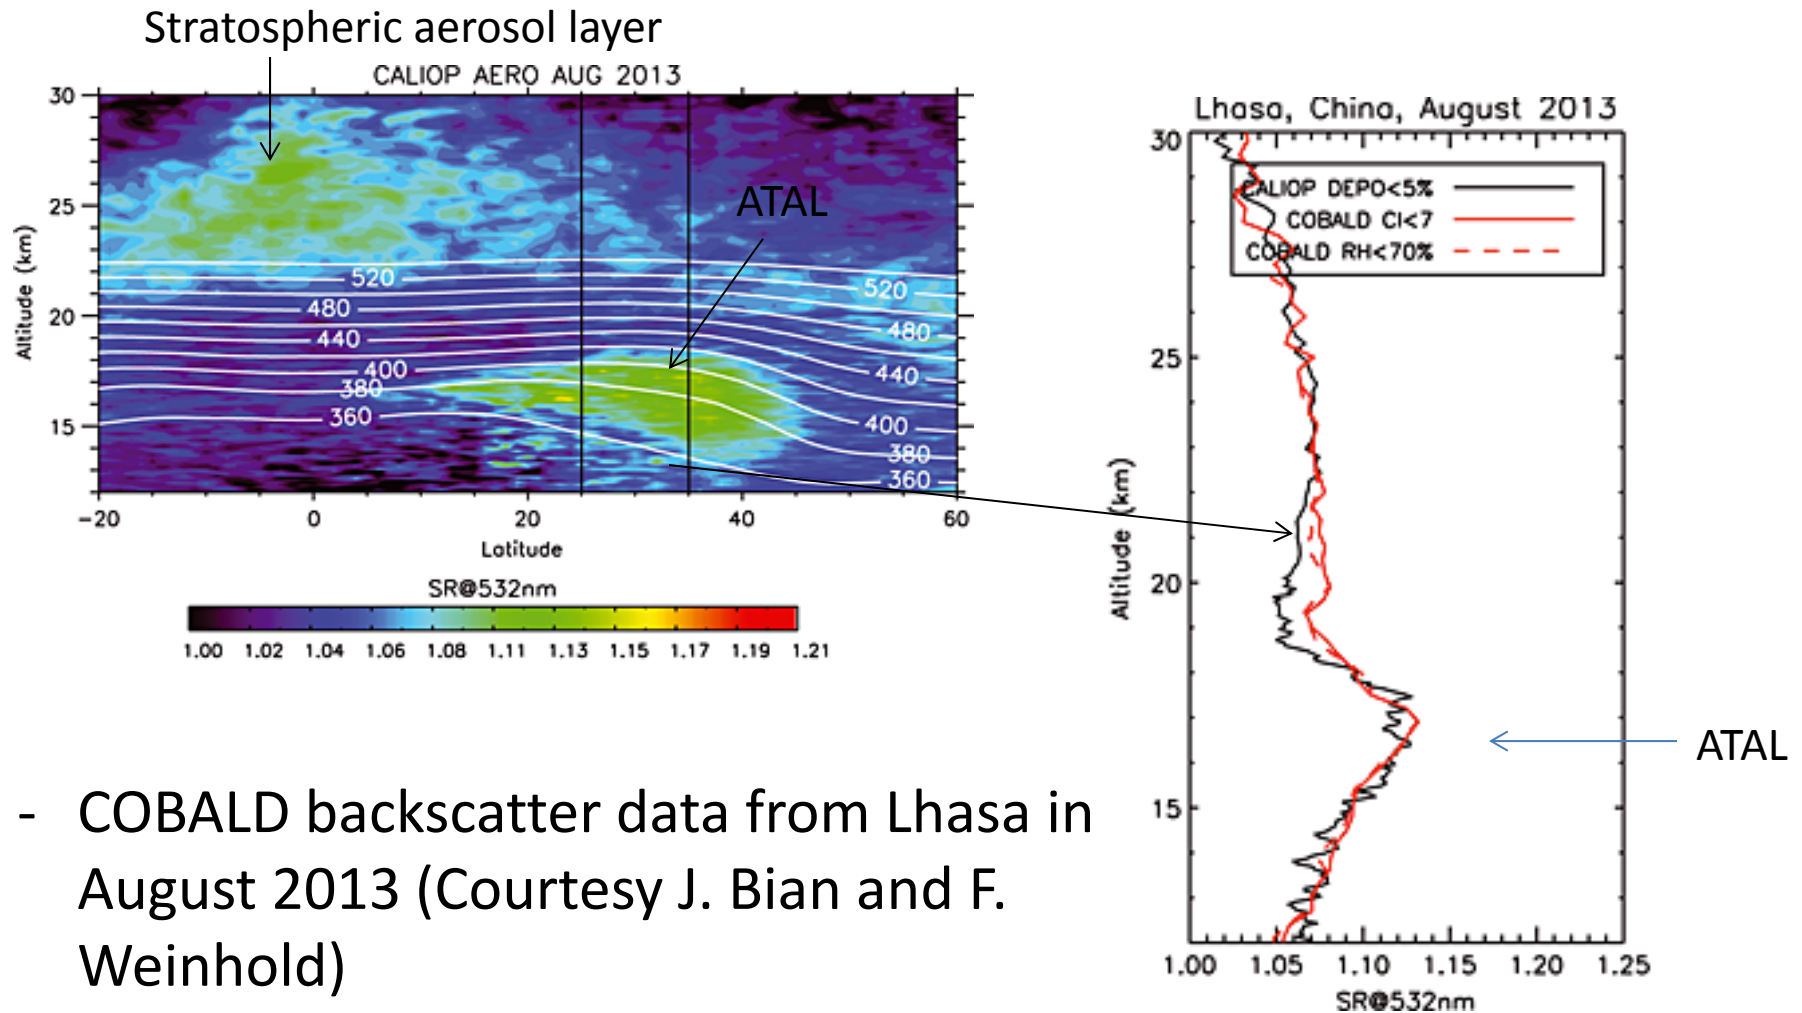 Stratospheric aerosol layer
CALIOP AERO AUG 2013
ATAL
30
25
20
15
Altitude (km)
520
480
440
400
380
360
520
480
440
400
380
360
-20 0 20 40 60
Latitude
SR@532nm
1.00 1.02 1.04 1.06 1.08 1.11 1.13 1.15 1.17 1.19 1.21
Lhasa, China, August 2013
CALIOP DEPO<5%
COBALD CI<7
COBALD RH<70%
30
25
20
15
Altitude (km)
1.00 1.05 1.10 1.15 1.20 1.25
SR@532nm
ATAL
- COBALD backscatter data from Lhasa in
August 2013 (Courtesy J. Bian and F.
Weinhold)